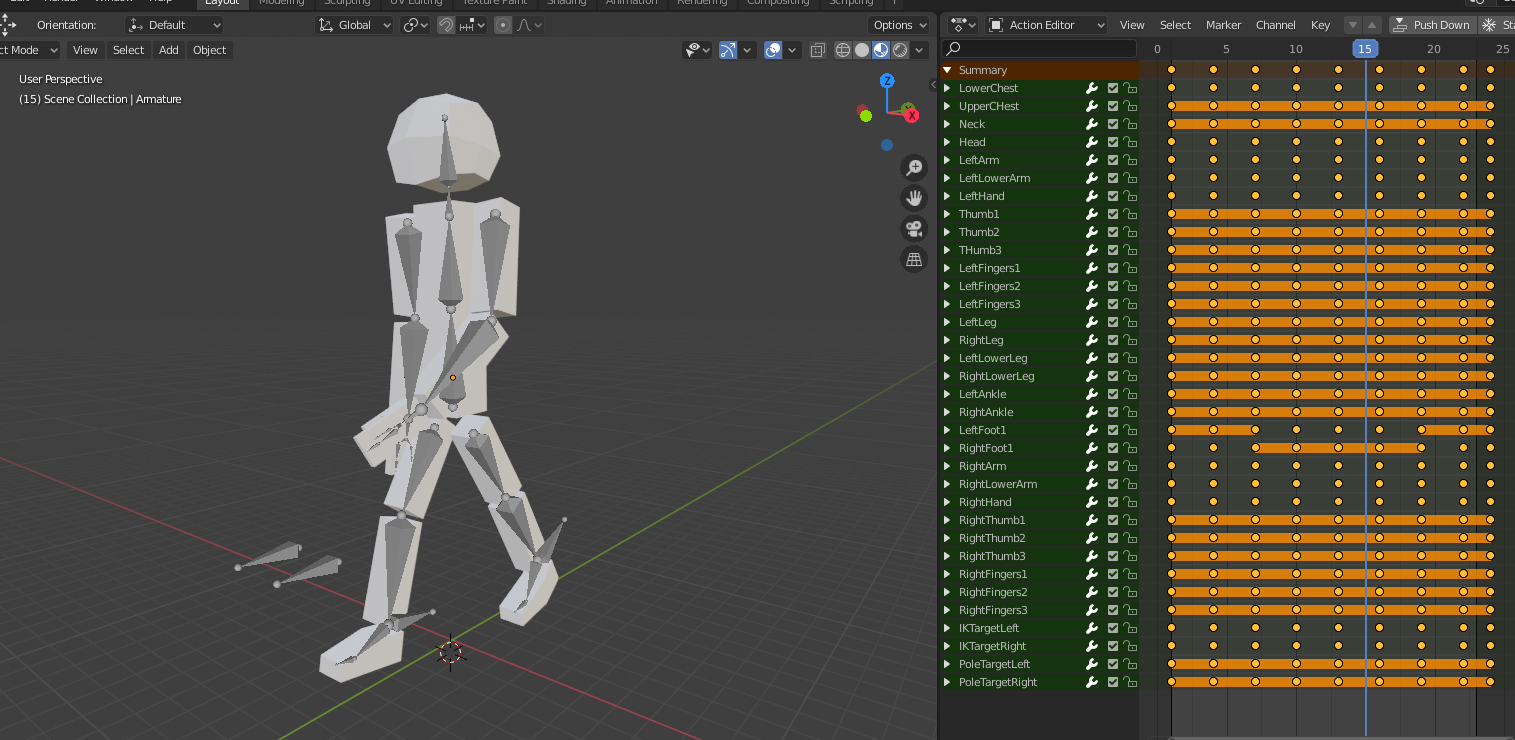 Layout Modeling Sculpting UV Editing Texture Paint Shading Animation Rendering Compositing Scripting
Orientation: Default Global Options
ct Mode View Select Add Object
User Perspective
(15) Scene Collection | Armature
Z
X
Action Editor View Select Marker Channel Key Push Down Sta
0 5 10 15 20 25
Summary
LowerChest
UpperCHest
Neck
Head
LeftArm
LeftLowerArm
LeftHand
Thumb1
Thumb2
THumb3
LeftFingers1
LeftFingers2
LeftFingers3
LeftLeg
RightLeg
LeftLowerLeg
RightLowerLeg
LeftAnkle
RightAnkle
LeftFoot1
RightFoot1
RightArm
RightLowerArm
RightHand
RightThumb1
RightThumb2
RightThumb3
RightFingers1
RightFingers2
RightFingers3
IKTargetLeft
IKTargetRight
PoleTargetLeft
PoleTargetRight